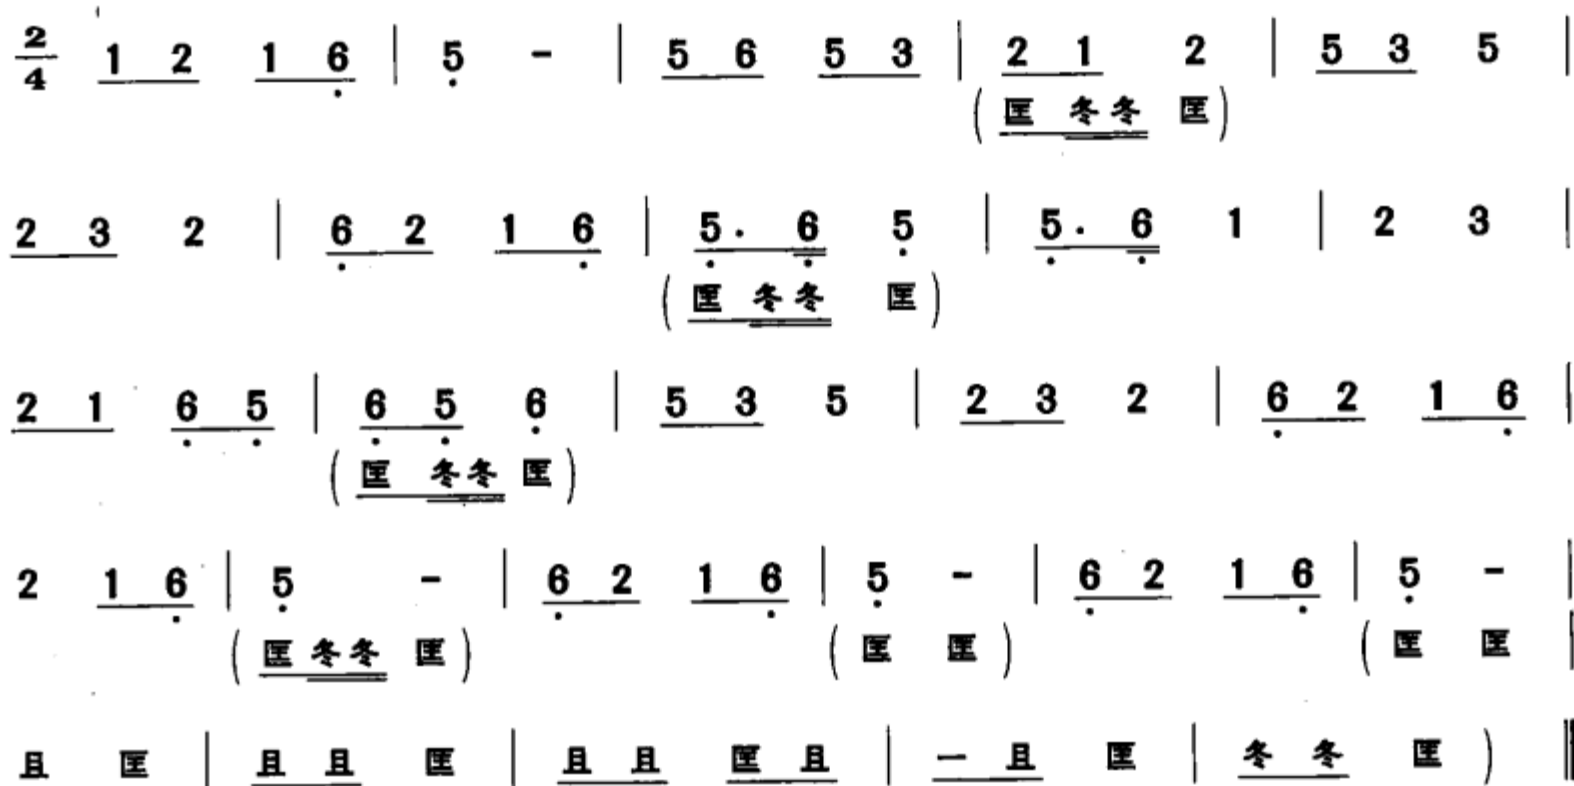 2/4 1 2 1 6̣ | 5̣ - | 5 6 5 3 | 2 1 2 | 5 3 5 |
( 匡 冬冬 匡 )
2 3 2 | 6̣ 2 1 6̣ | 5̣ · 6̣ 5̣ | 5̣ · 6̣ 1 | 2 3 |
( 匡 冬冬 匡 )
2 1 6̣ 5̣ | 6̣ 5̣ 6̣ | 5 3 5 | 2 3 2 | 6̣ 2 1 6̣ |
( 匡 冬冬 匡 )
2 1 6̣ | 5̣ - | 6̣ 2 1 6̣ | 5̣ - | 6̣ 2 1 6̣ | 5̣ - |
( 匡 冬冬 匡 ) ( 匡 匡 ) ( 匡 匡 |
且 匡 | 且 且 匡 | 且 且 匡 且 | 一 且 匡 | 冬 冬 匡 ) ‖